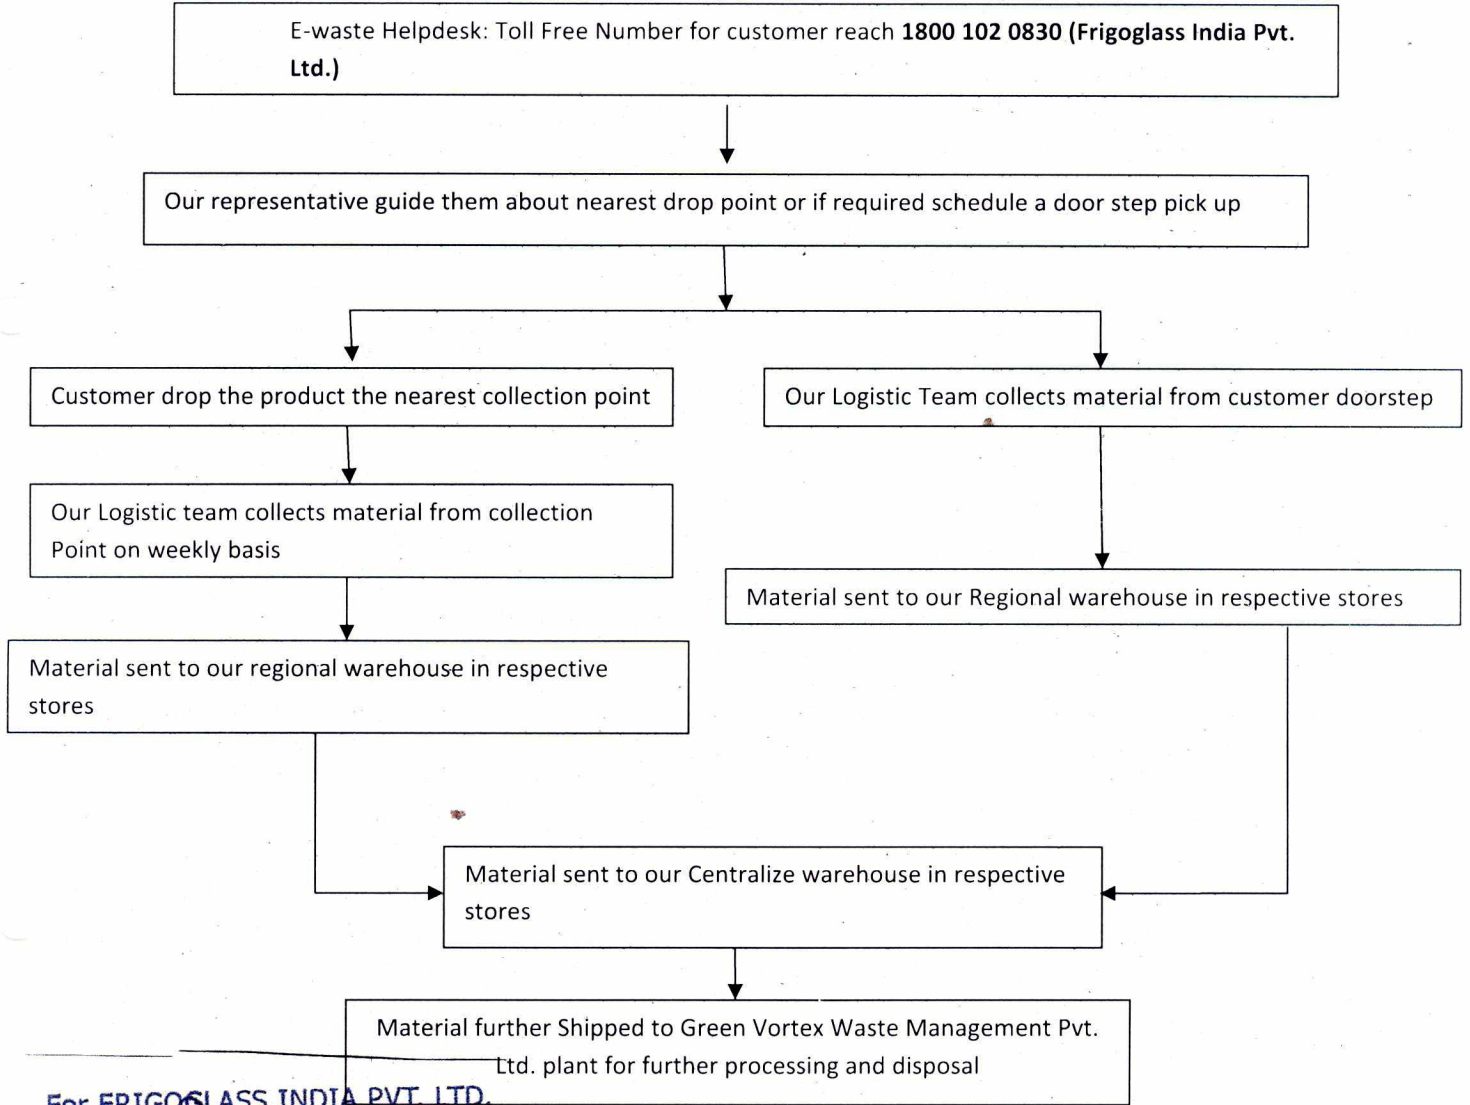 E-waste Helpdesk: Toll Free Number for customer reach 1800 102 0830 (Frigoglass India Pvt.
Ltd.)
Our representative guide them about nearest drop point or if required schedule a door step pick up
Customer drop the product the nearest collection point
Our Logistic Team collects material from customer doorstep
Our Logistic team collects material from collection
Point on weekly basis
Material sent to our Regional warehouse in respective stores
Material sent to our regional warehouse in respective
stores
Material sent to our Centralize warehouse in respective
stores
Material further Shipped to Green Vortex Waste Management Pvt.
Ltd. plant for further processing and disposal
For FRIGOGLASS INDIA PVT. LTD.